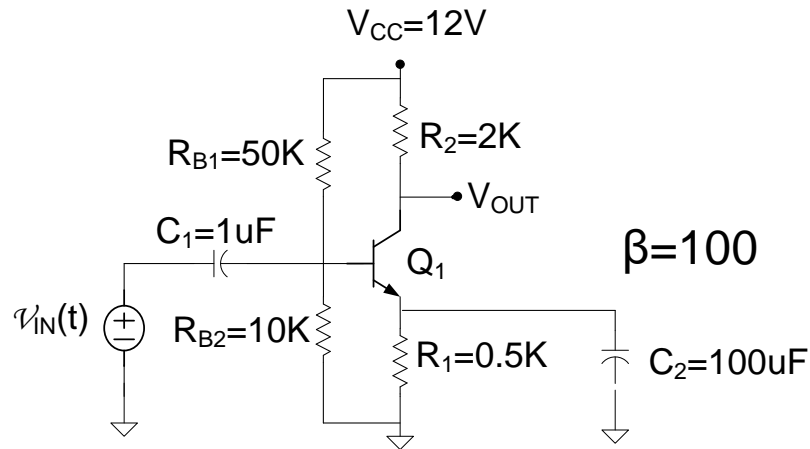 V_CC=12V
R_B1=50K
R_2=2K
V_OUT
C_1=1uF
Q_1
β=100
𝒱_IN(t)
R_B2=10K
R_1=0.5K
C_2=100uF